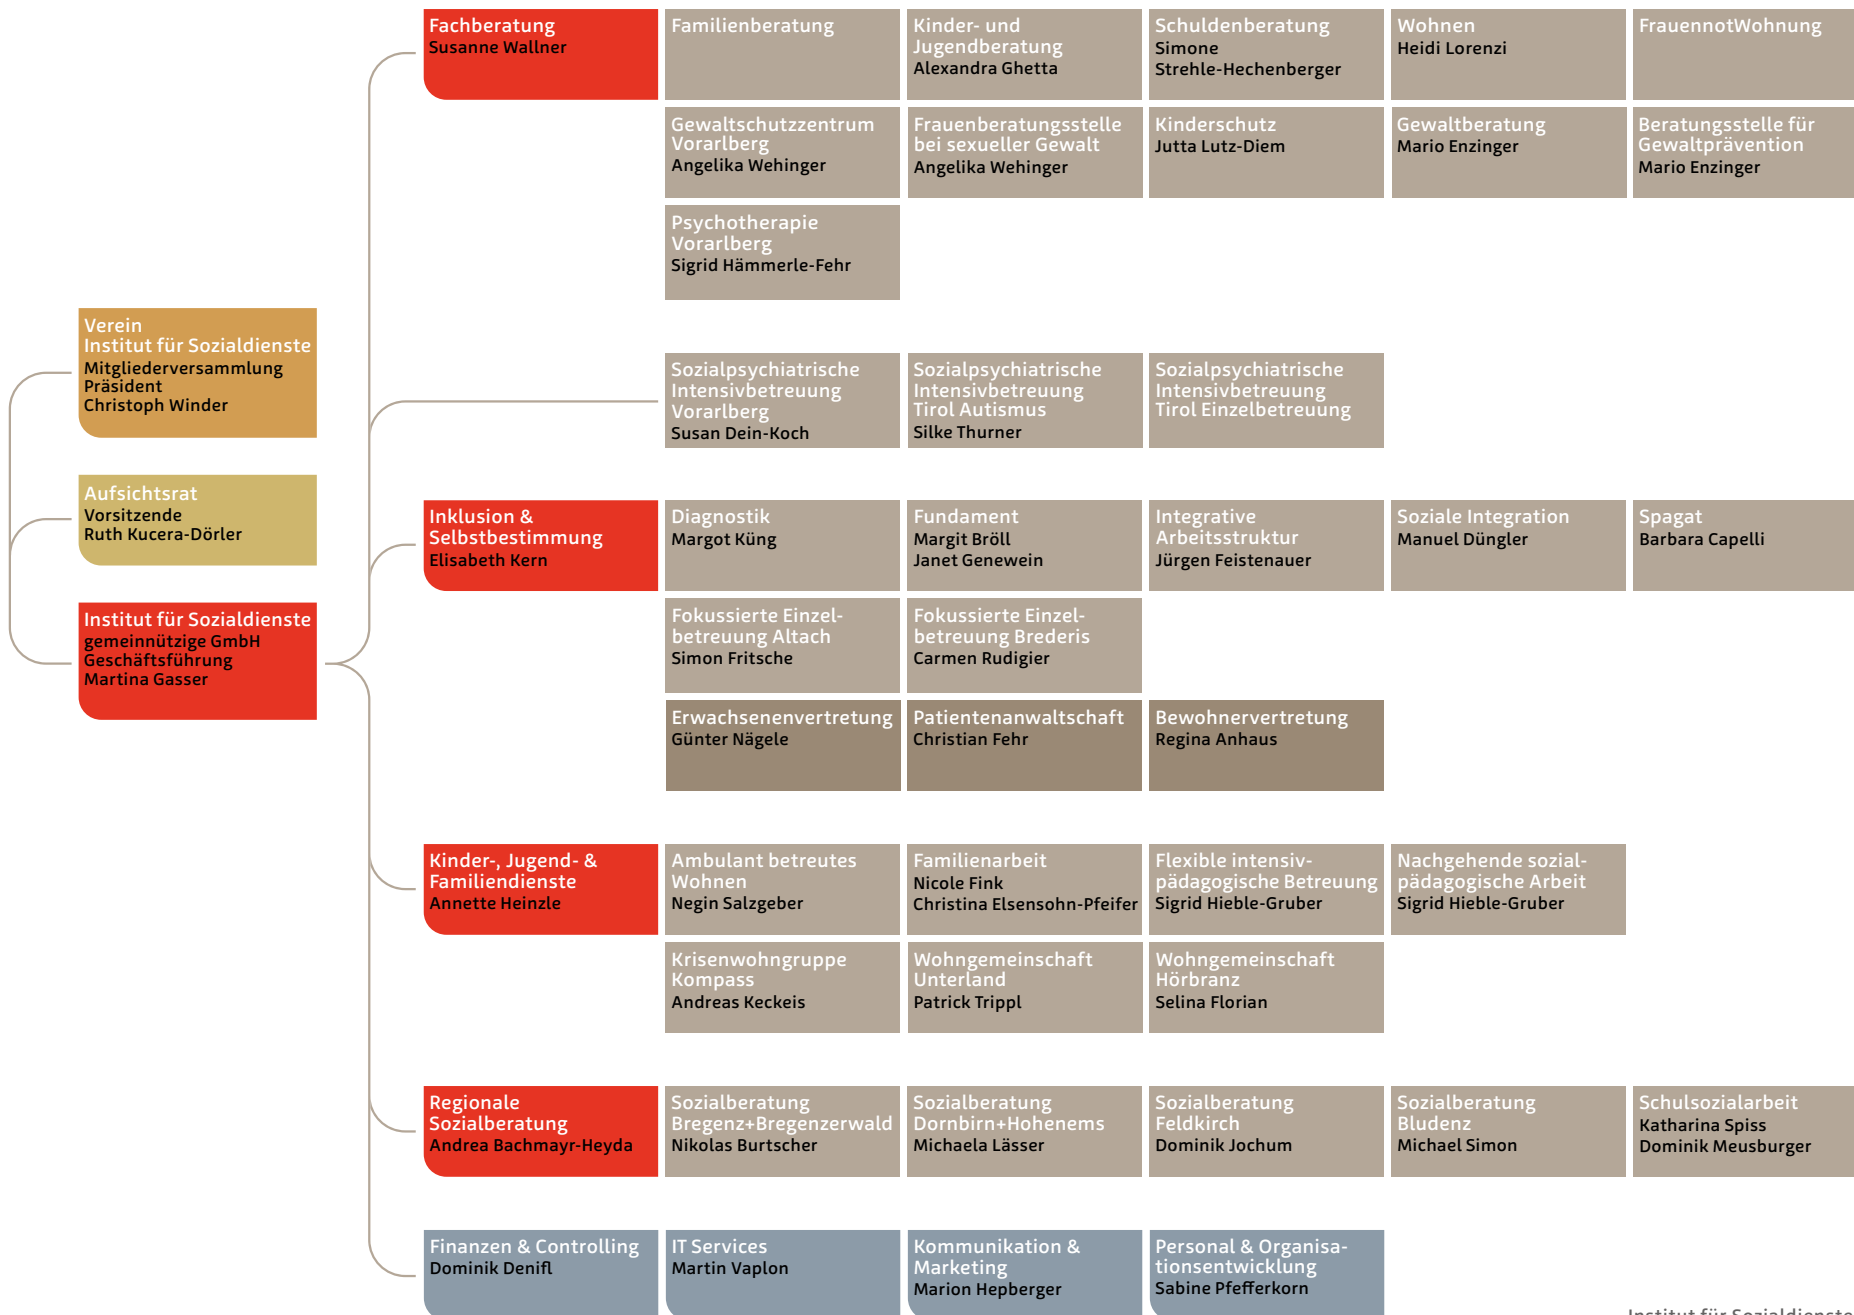 Fachberatung
Susanne Wallner
Familienberatung
Kinder- und
Jugendberatung
Alexandra Ghetta
Schuldenberatung
Simone
Strehle-Hechenberger
Wohnen
Heidi Lorenzi
FrauennotWohnung
Gewaltschutzzentrum
Vorarlberg
Angelika Wehinger
Frauenberatungsstelle
bei sexueller Gewalt
Angelika Wehinger
Kinderschutz
Jutta Lutz-Diem
Gewaltberatung
Mario Enzinger
Beratungsstelle für
Gewaltprävention
Mario Enzinger
Psychotherapie
Vorarlberg
Sigrid Hämmerle-Fehr
Verein
Institut für Sozialdienste
Mitgliederversammlung
Präsident
Christoph Winder
Aufsichtsrat
Vorsitzende
Ruth Kucera-Dörler
Institut für Sozialdienste
gemeinnützige GmbH
Geschäftsführung
Martina Gasser
Sozialpsychiatrische
Intensivbetreuung
Vorarlberg
Susan Dein-Koch
Sozialpsychiatrische
Intensivbetreuung
Tirol Autismus
Silke Thurner
Sozialpsychiatrische
Intensivbetreuung
Tirol Einzelbetreuung
Inklusion &
Selbstbestimmung
Elisabeth Kern
Diagnostik
Margot Küng
Fundament
Margit Bröll
Janet Genewein
Integrative
Arbeitsstruktur
Jürgen Feistenauer
Soziale Integration
Manuel Düngler
Spagat
Barbara Capelli
Fokussierte Einzel-
betreuung Altach
Simon Fritsche
Fokussierte Einzel-
betreuung Brederis
Carmen Rudigier
Erwachsenenvertretung
Günter Nägele
Patientenanwaltschaft
Christian Fehr
Bewohnervertretung
Regina Anhaus
Kinder-, Jugend- &
Familiendienste
Annette Heinzle
Ambulant betreutes
Wohnen
Negin Salzgeber
Familienarbeit
Nicole Fink
Christina Elsensohn-Pfeifer
Flexible intensiv-
pädagogische Betreuung
Sigrid Hieble-Gruber
Nachgehende sozial-
pädagogische Arbeit
Sigrid Hieble-Gruber
Krisenwohngruppe
Kompass
Andreas Keckeis
Wohngemeinschaft
Unterland
Patrick Trippl
Wohngemeinschaft
Hörbranz
Selina Florian
Regionale
Sozialberatung
Andrea Bachmayr-Heyda
Sozialberatung
Bregenz+Bregenzerwald
Nikolas Burtscher
Sozialberatung
Dornbirn+Hohenems
Michaela Lässer
Sozialberatung
Feldkirch
Dominik Jochum
Sozialberatung
Bludenz
Michael Simon
Schulsozialarbeit
Katharina Spiss
Dominik Meusburger
Finanzen & Controlling
Dominik Denifl
IT Services
Martin Vaplon
Kommunikation &
Marketing
Marion Hepberger
Personal & Organisa-
tionsentwicklung
Sabine Pfefferkorn
Institut für Sozialdienste